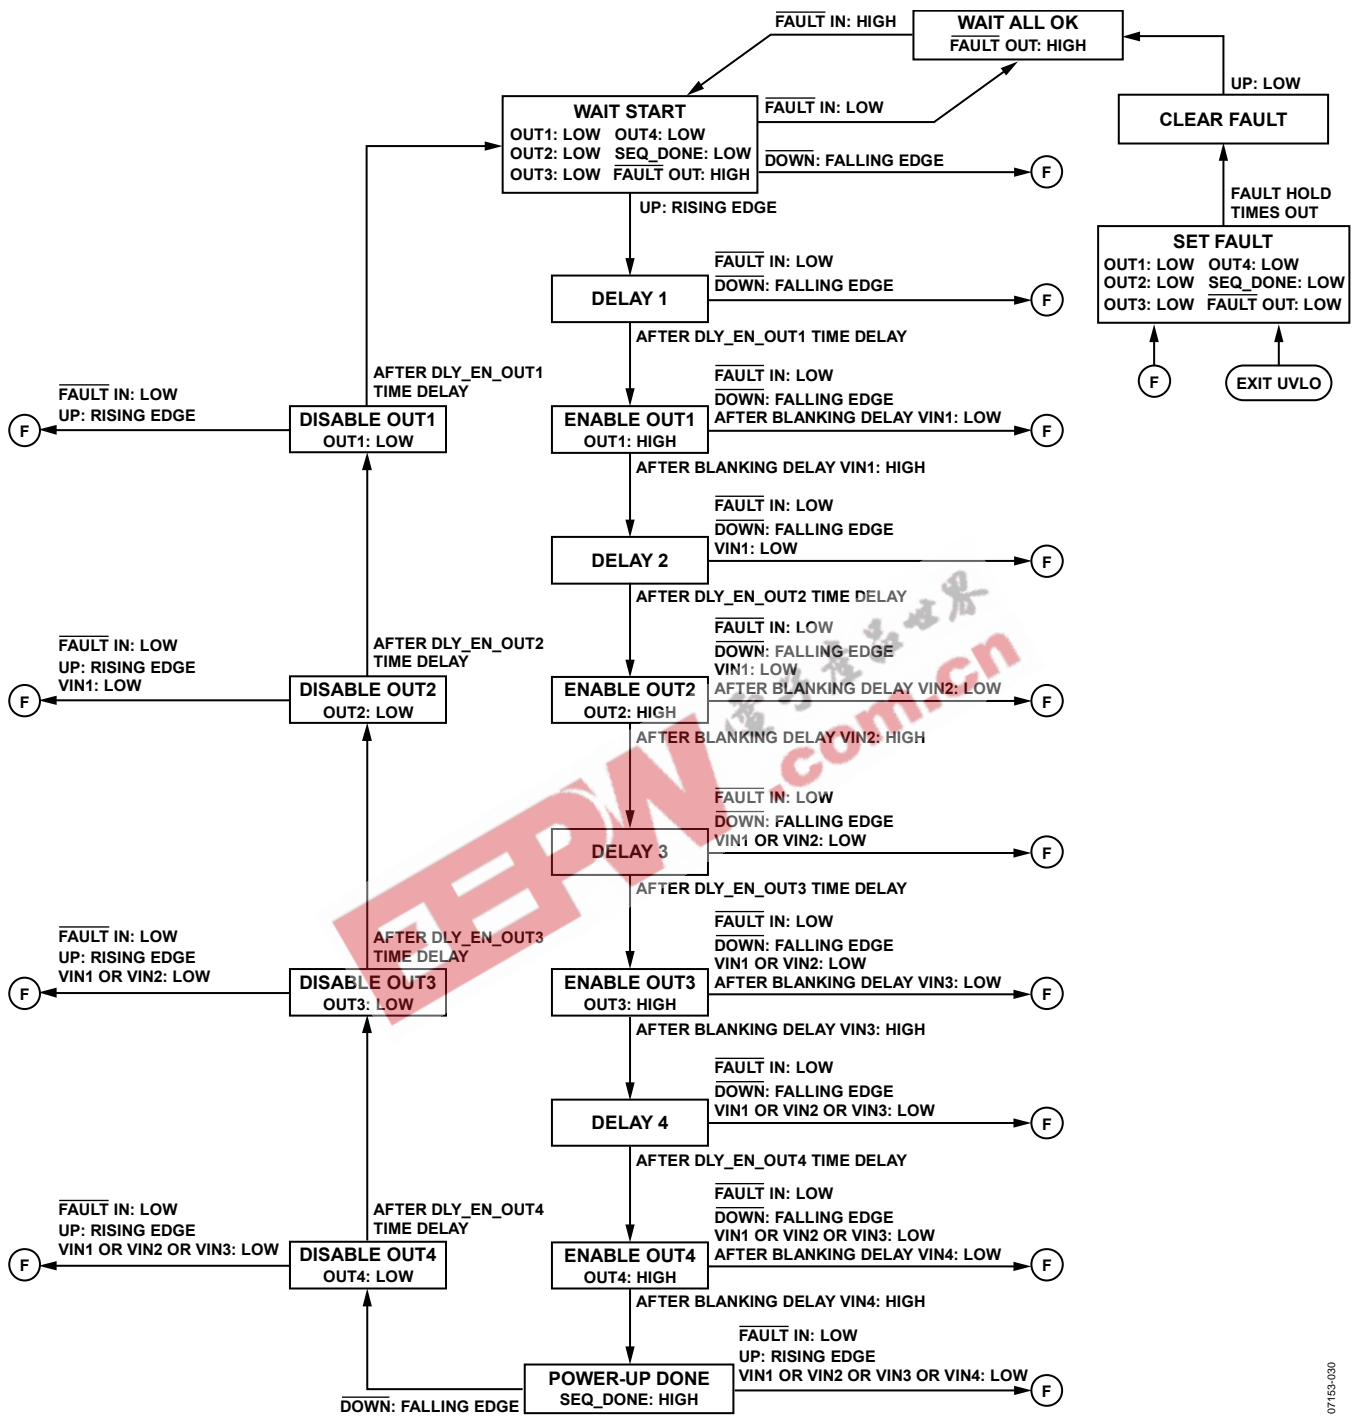 FAULT IN: HIGH
WAIT ALL OK
FAULT OUT: HIGH
UP: LOW
CLEAR FAULT
WAIT START
OUT1: LOW OUT4: LOW
OUT2: LOW SEQ_DONE: LOW
OUT3: LOW FAULT OUT: HIGH
FAULT IN: LOW
DOWN: FALLING EDGE
F
UP: RISING EDGE
FAULT HOLD
TIMES OUT
SET FAULT
OUT1: LOW OUT4: LOW
OUT2: LOW SEQ_DONE: LOW
OUT3: LOW FAULT OUT: LOW
F
EXIT UVLO
DELAY 1
FAULT IN: LOW
DOWN: FALLING EDGE
F
AFTER DLY_EN_OUT1 TIME DELAY
AFTER DLY_EN_OUT1
TIME DELAY
FAULT IN: LOW
UP: RISING EDGE
F
DISABLE OUT1
OUT1: LOW
ENABLE OUT1
OUT1: HIGH
FAULT IN: LOW
DOWN: FALLING EDGE
AFTER BLANKING DELAY VIN1: LOW
F
AFTER BLANKING DELAY VIN1: HIGH
DELAY 2
FAULT IN: LOW
DOWN: FALLING EDGE
VIN1: LOW
F
AFTER DLY_EN_OUT2 TIME DELAY
AFTER DLY_EN_OUT2
TIME DELAY
FAULT IN: LOW
UP: RISING EDGE
VIN1: LOW
F
DISABLE OUT2
OUT2: LOW
ENABLE OUT2
OUT2: HIGH
FAULT IN: LOW
DOWN: FALLING EDGE
VIN1: LOW
AFTER BLANKING DELAY VIN2: LOW
F
AFTER BLANKING DELAY VIN2: HIGH
EEPW
電子產品世界
.com.cn
DELAY 3
FAULT IN: LOW
DOWN: FALLING EDGE
VIN1 OR VIN2: LOW
F
AFTER DLY_EN_OUT3 TIME DELAY
AFTER DLY_EN_OUT3
TIME DELAY
FAULT IN: LOW
UP: RISING EDGE
VIN1 OR VIN2: LOW
F
DISABLE OUT3
OUT3: LOW
ENABLE OUT3
OUT3: HIGH
FAULT IN: LOW
DOWN: FALLING EDGE
VIN1 OR VIN2: LOW
AFTER BLANKING DELAY VIN3: LOW
F
AFTER BLANKING DELAY VIN3: HIGH
DELAY 4
FAULT IN: LOW
DOWN: FALLING EDGE
VIN1 OR VIN2 OR VIN3: LOW
F
AFTER DLY_EN_OUT4 TIME DELAY
AFTER DLY_EN_OUT4
TIME DELAY
FAULT IN: LOW
UP: RISING EDGE
VIN1 OR VIN2 OR VIN3: LOW
F
DISABLE OUT4
OUT4: LOW
ENABLE OUT4
OUT4: HIGH
FAULT IN: LOW
DOWN: FALLING EDGE
VIN1 OR VIN2 OR VIN3: LOW
AFTER BLANKING DELAY VIN4: LOW
F
AFTER BLANKING DELAY VIN4: HIGH
POWER-UP DONE
SEQ_DONE: HIGH
FAULT IN: LOW
UP: RISING EDGE
VIN1 OR VIN2 OR VIN3 OR VIN4: LOW
F
DOWN: FALLING EDGE
07153-030